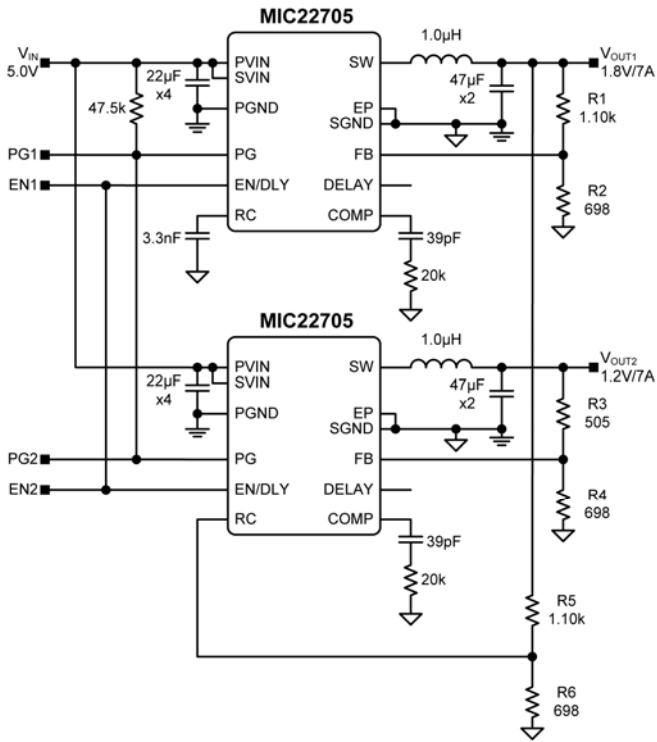 MIC22705
1.0µH
VIN
5.0V
PVIN
SVIN
SW
VOUT1
1.8V/7A
22µF
x4
47µF
x2
47.5k
PGND
EP
SGND
R1
1.10k
PG1
PG
FB
EN1
EN/DLY
DELAY
R2
698
RC
COMP
3.3nF
39pF
20k
MIC22705
1.0µH
PVIN
SVIN
SW
VOUT2
1.2V/7A
22µF
x4
47µF
x2
PGND
EP
SGND
R3
505
PG2
PG
FB
EN2
EN/DLY
DELAY
R4
698
RC
COMP
39pF
20k
R5
1.10k
R6
698